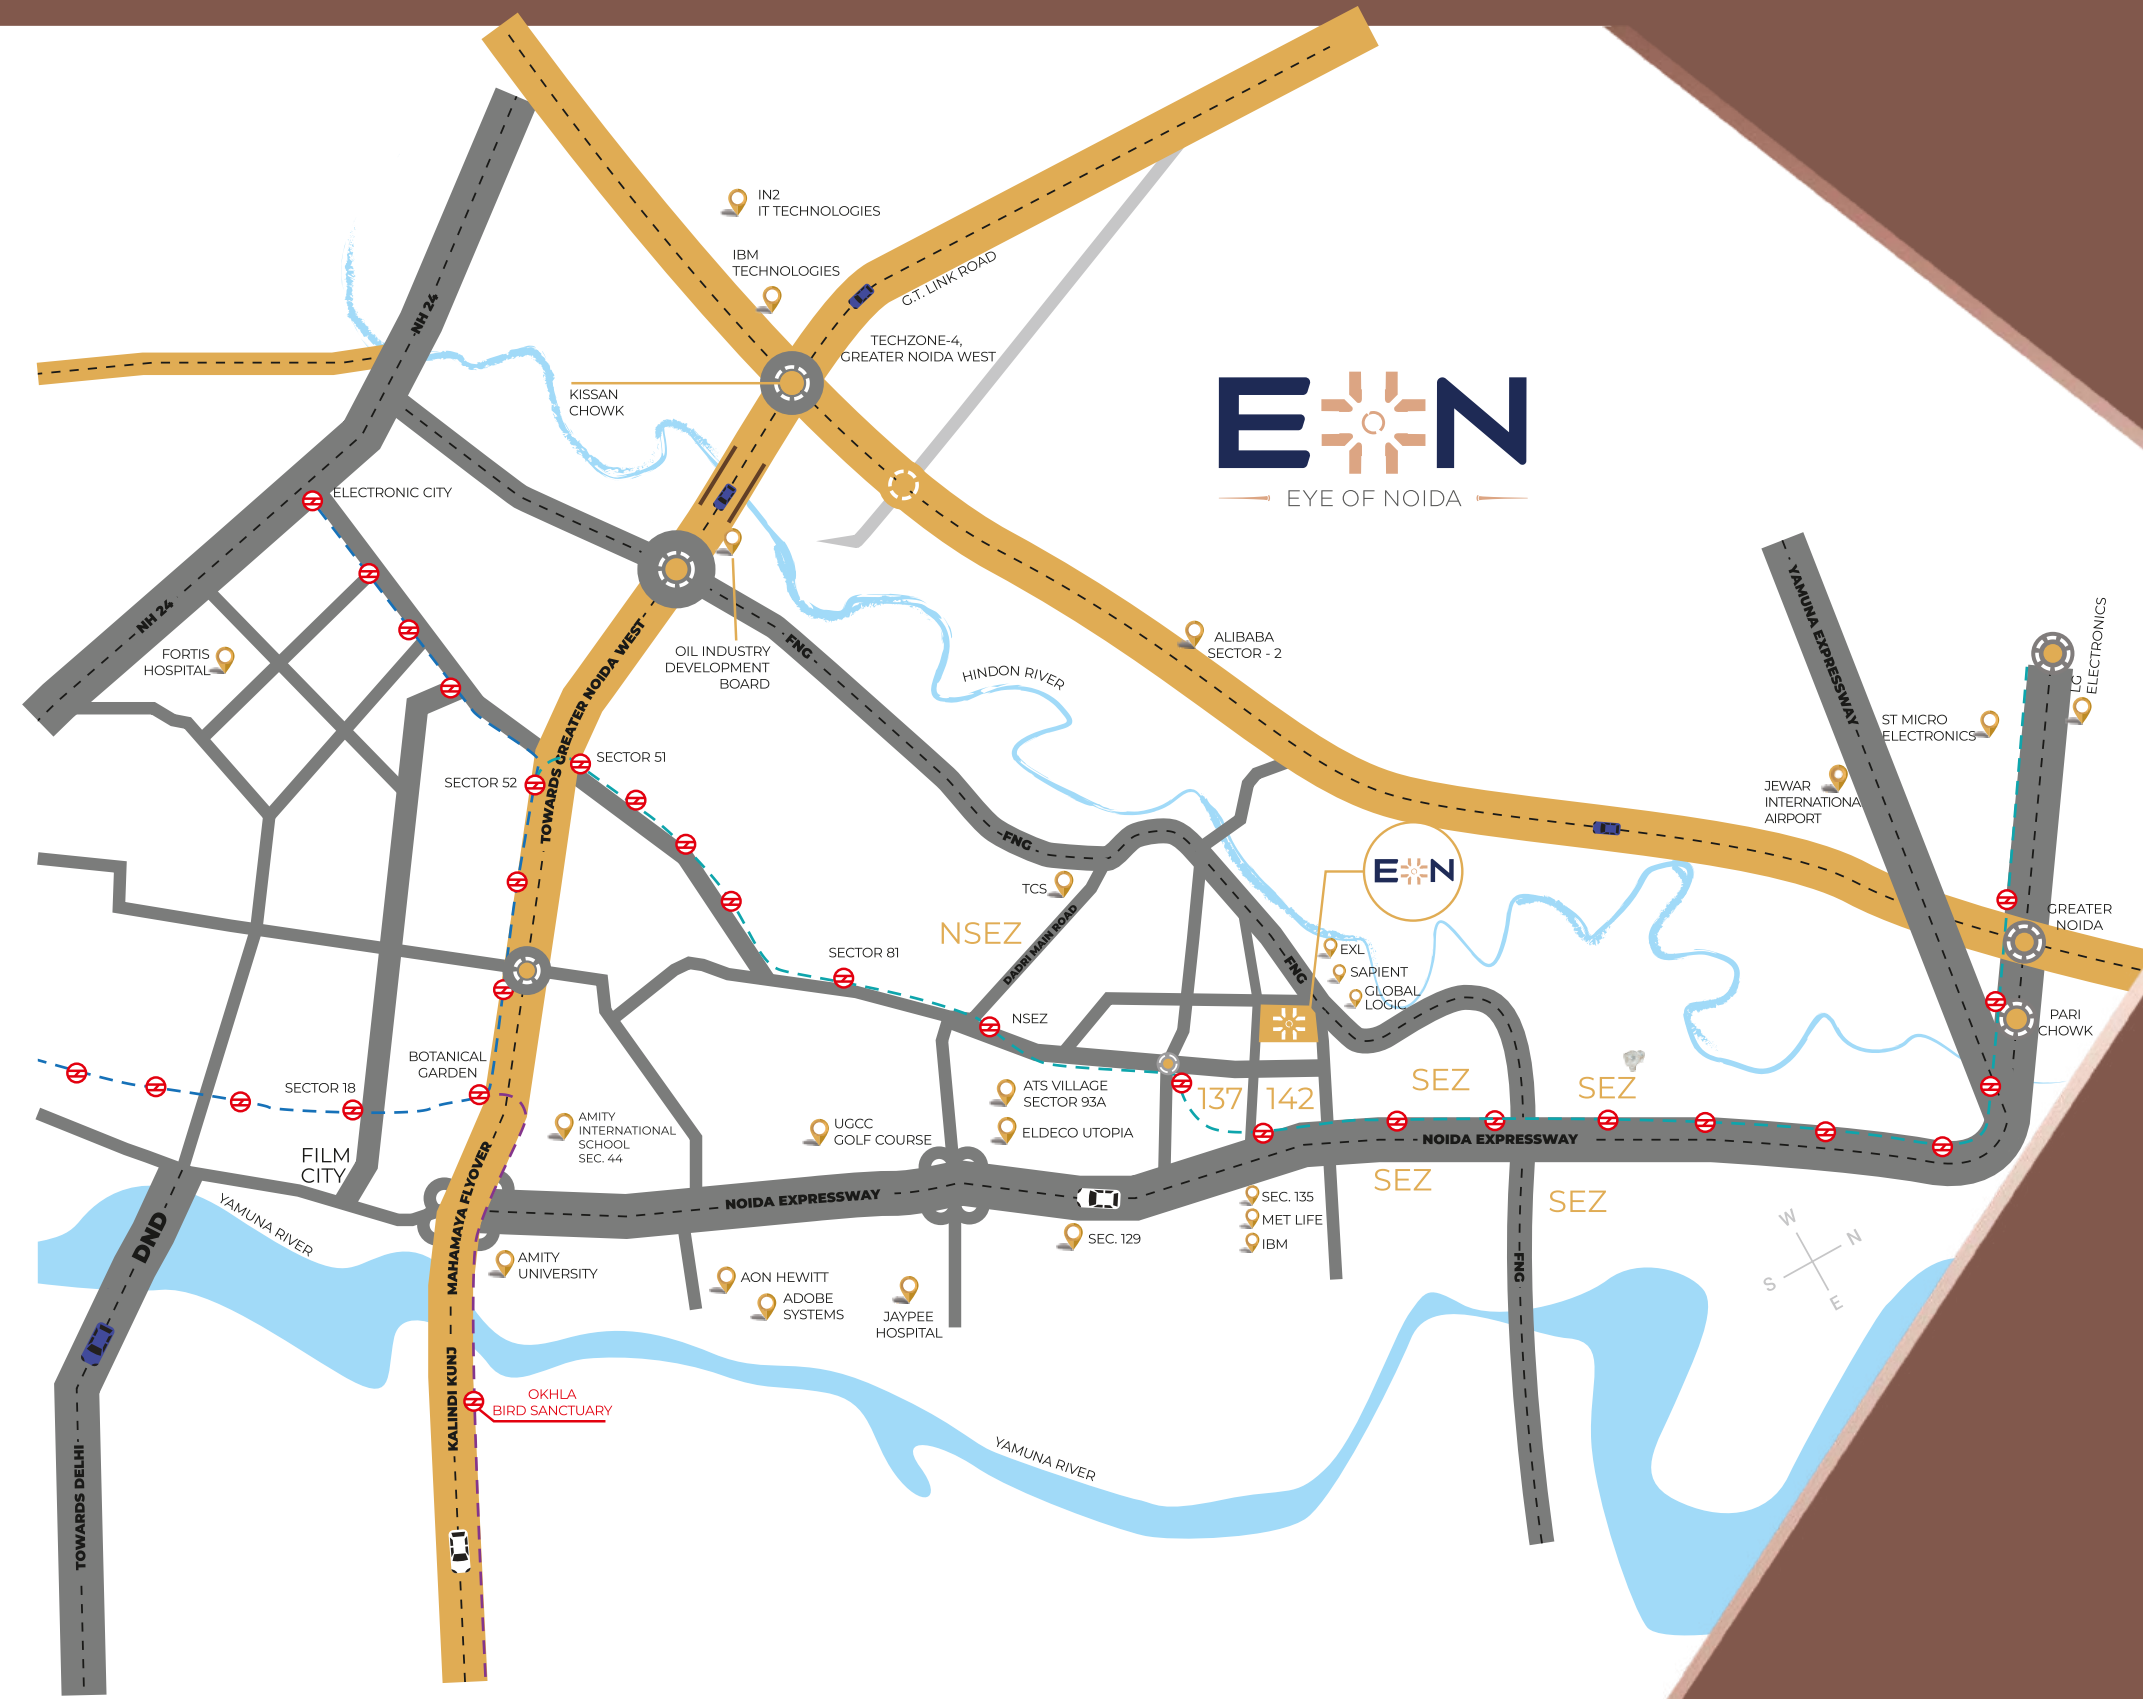 IN2
IT TECHNOLOGIES
IBM
TECHNOLOGIES
G.T. LINK ROAD
NH 24
TECHZONE-4,
GREATER NOIDA WEST
KISSAN
CHOWK
E N
EYE OF NOIDA
ELECTRONIC CITY
NH 24
FORTIS
HOSPITAL
TOWARDS GREATER NOIDA WEST
OIL INDUSTRY
DEVELOPMENT
BOARD
FNG
HINDON RIVER
ALIBABA
SECTOR - 2
YAMUNA EXPRESSWAY
LG
ELECTRONICS
ST MICRO
ELECTRONICS
JEWAR
INTERNATIONA
AIRPORT
SECTOR 51
SECTOR 52
FNG
TCS
E N
NSEZ
DADRI MAIN ROAD
GREATER
NOIDA
EXL
SAPIENT
GLOBAL
LOGIC
FNG
SECTOR 81
NSEZ
PARI
CHOWK
BOTANICAL
GARDEN
SECTOR 18
ATS VILLAGE
SECTOR 93A
ELDECO UTOPIA
137
142
SEZ
SEZ
AMITY
INTERNATIONAL
SCHOOL
SEC. 44
UGCC
GOLF COURSE
NOIDA EXPRESSWAY
FILM
CITY
SEZ
SEZ
MAHAMAYA FLYOVER
NOIDA EXPRESSWAY
YAMUNA RIVER
DND
SEC. 135
MET LIFE
IBM
SEC. 129
FNG
W
N
S
E
AMITY
UNIVERSITY
AON HEWITT
ADOBE
SYSTEMS
JAYPEE
HOSPITAL
KALINDI KUNJ
OKHLA
BIRD SANCTUARY
YAMUNA RIVER
TOWARDS DELHI